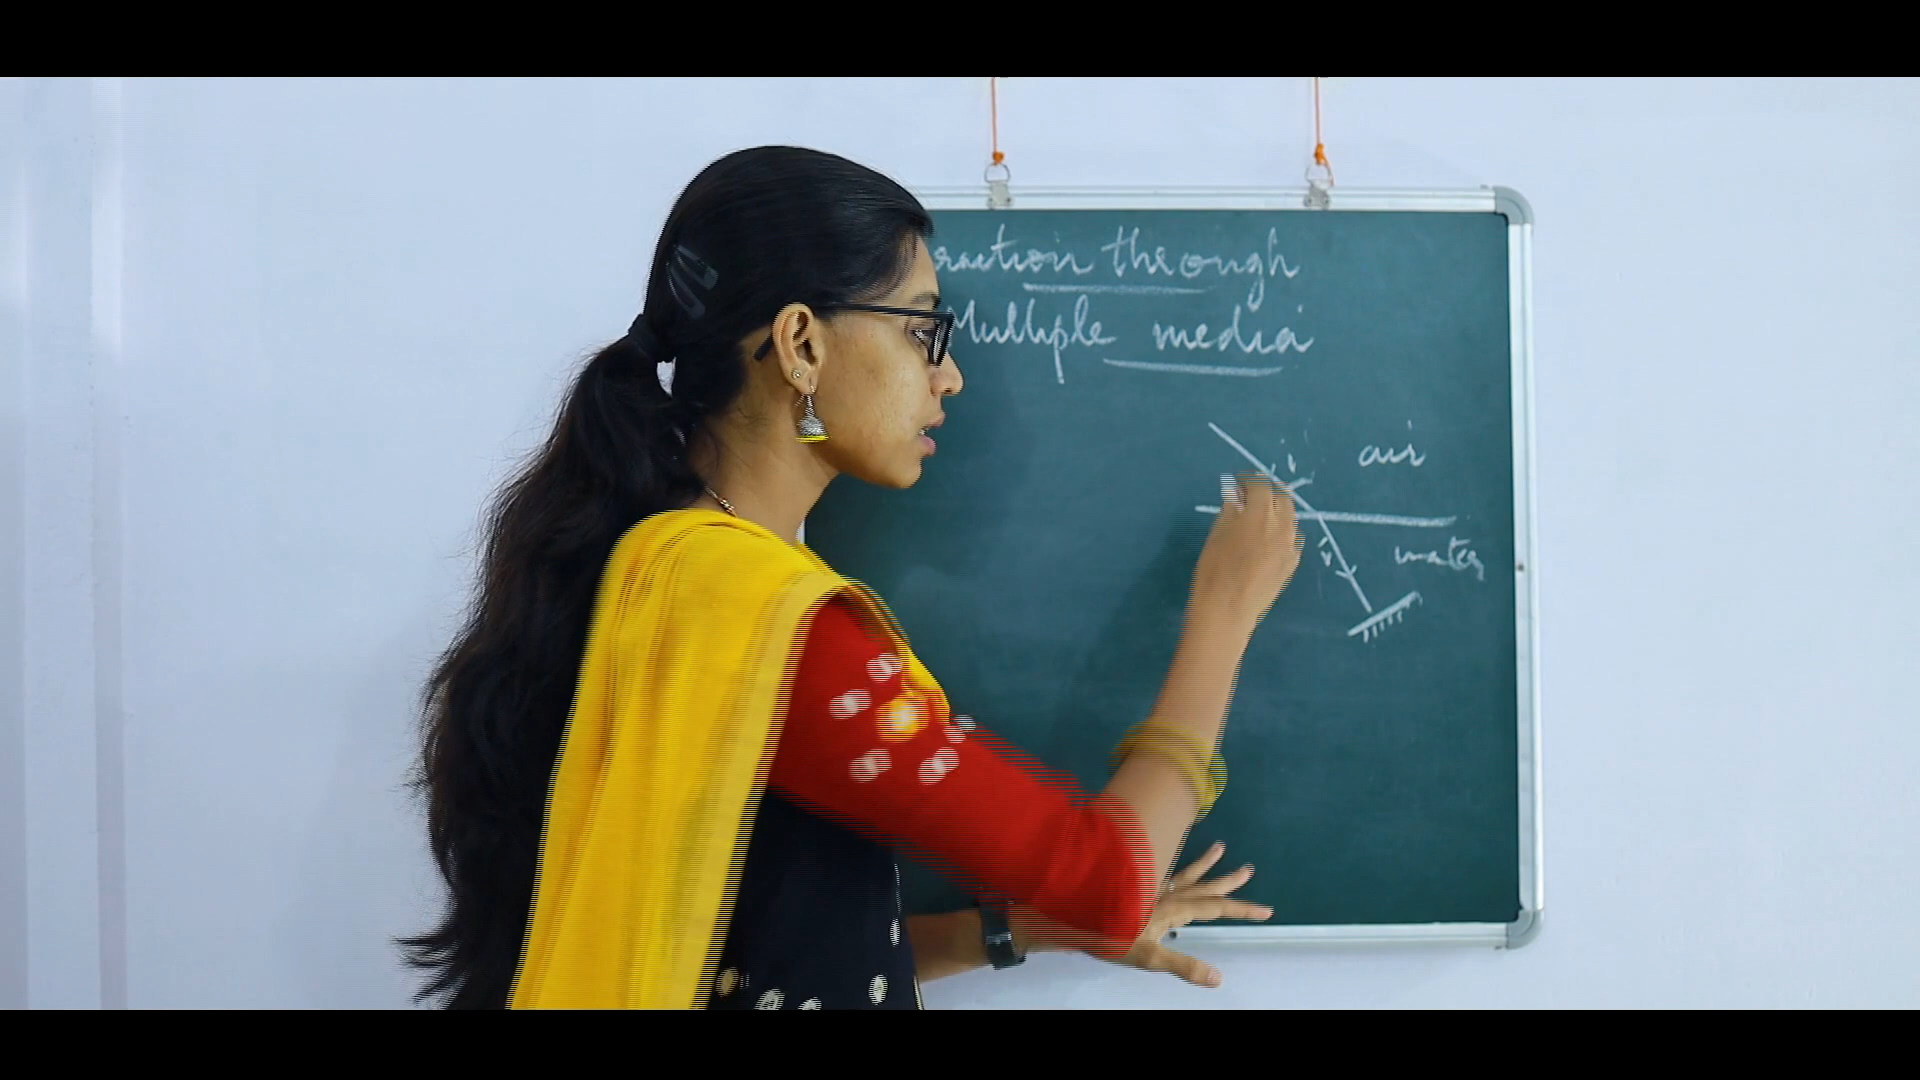 raction through
Multiple media
i
air
r
water